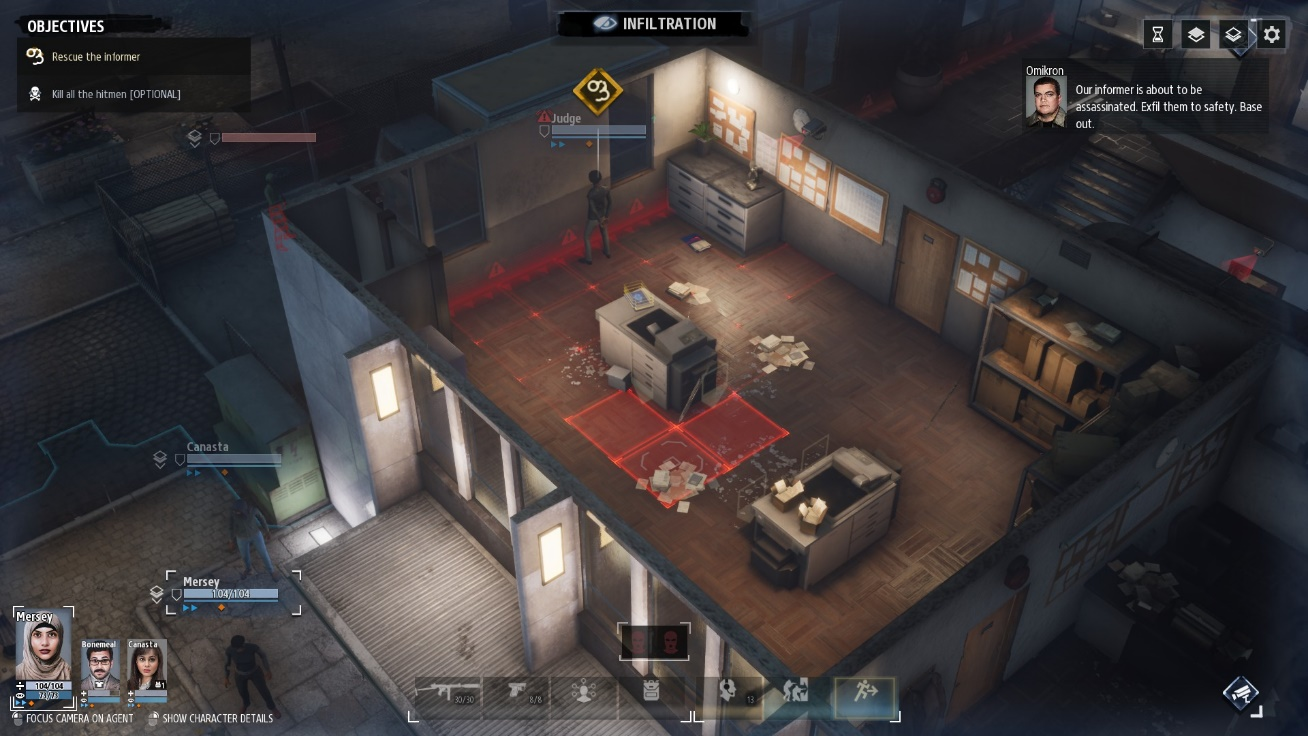 OBJECTIVES
Rescue the informer
Kill all the hitmen [OPTIONAL]
INFILTRATION
Omikron
Our informer is about to be
assassinated. Exfil them to safety. Base
out.
Judge
Canasta
Mersey
104/104
Mersey
Bonemeal
Canasta
104/104
73/73
1
30/30
8/8
13
FOCUS CAMERA ON AGENT
SHOW CHARACTER DETAILS